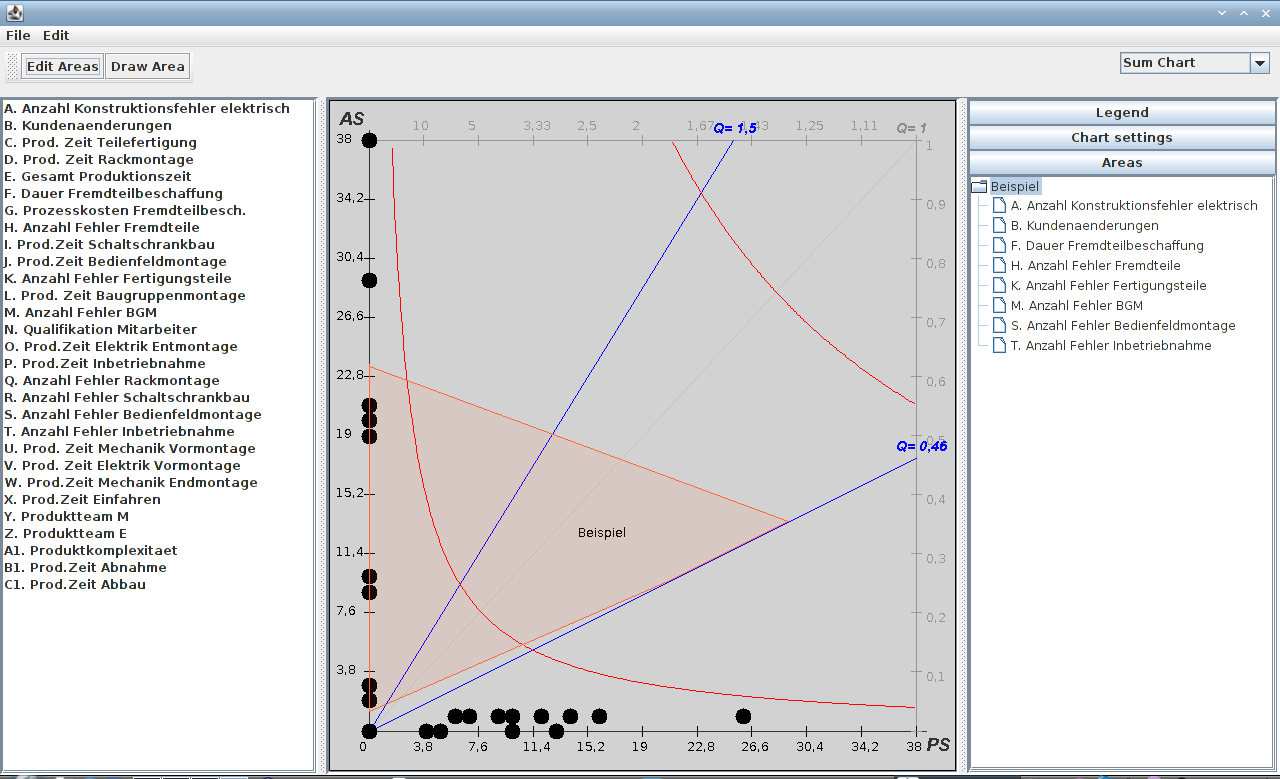 File Edit
Edit Areas Draw Area Sum Chart
A. Anzahl Konstruktionsfehler elektrisch
B. Kundenaenderungen
C. Prod. Zeit Teilefertigung
D. Prod. Zeit Rackmontage
E. Gesamt Produktionszeit
F. Dauer Fremdteilbeschaffung
G. Prozesskosten Fremdteilbesch.
H. Anzahl Fehler Fremdteile
I. Prod.Zeit Schaltschrankbau
J. Prod.Zeit Bedienfeldmontage
K. Anzahl Fehler Fertigungsteile
L. Prod. Zeit Baugruppenmontage
M. Anzahl Fehler BGM
N. Qualifikation Mitarbeiter
O. Prod.Zeit Elektrik Entmontage
P. Prod.Zeit Inbetriebnahme
Q. Anzahl Fehler Rackmontage
R. Anzahl Fehler Schaltschrankbau
S. Anzahl Fehler Bedienfeldmontage
T. Anzahl Fehler Inbetriebnahme
U. Prod. Zeit Mechanik Vormontage
V. Prod. Zeit Elektrik Vormontage
W. Prod.Zeit Mechanik Endmontage
X. Prod.Zeit Einfahren
Y. Produktteam M
Z. Produktteam E
A1. Produktkomplexitaet
B1. Prod.Zeit Abnahme
C1. Prod.Zeit Abbau
AS
10 5 3,33 2,5 2 1,67 1,25 1,11
Q= 1,5
Q= 1
38
34,2
30,4
26,6
22,8
19
15,2
11,4
7,6
3,8
1
0,9
0,8
0,7
0,6
0,5
Q= 0,46
0,4
0,3
0,2
0,1
Beispiel
0 3,8 7,6 11,4 15,2 19 22,8 26,6 30,4 34,2 38 PS
Legend
Chart settings
Areas
Beispiel
A. Anzahl Konstruktionsfehler elektrisch
B. Kundenaenderungen
F. Dauer Fremdteilbeschaffung
H. Anzahl Fehler Fremdteile
K. Anzahl Fehler Fertigungsteile
M. Anzahl Fehler BGM
S. Anzahl Fehler Bedienfeldmontage
T. Anzahl Fehler Inbetriebnahme